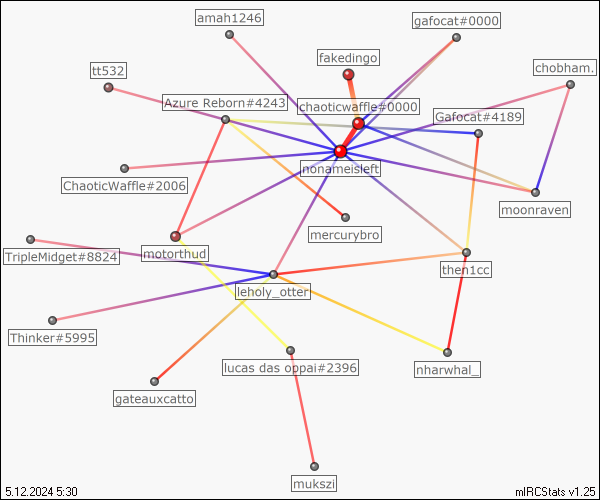 amah1246
gafocat#0000
fakedingo
chobham.
tt532
Azure Reborn#4243
chaoticwaffle#0000
Gafocat#4189
nonameisleft
ChaoticWaffle#2006
moonraven
mercurybro
motorthud
TripleMidget#8824
then1cc
leholy_otter
Thinker#5995
lucas das oppai#2396
nharwhal_
gateauxcatto
mukszi
5.12.2024 5:30
mIRCStats v1.25